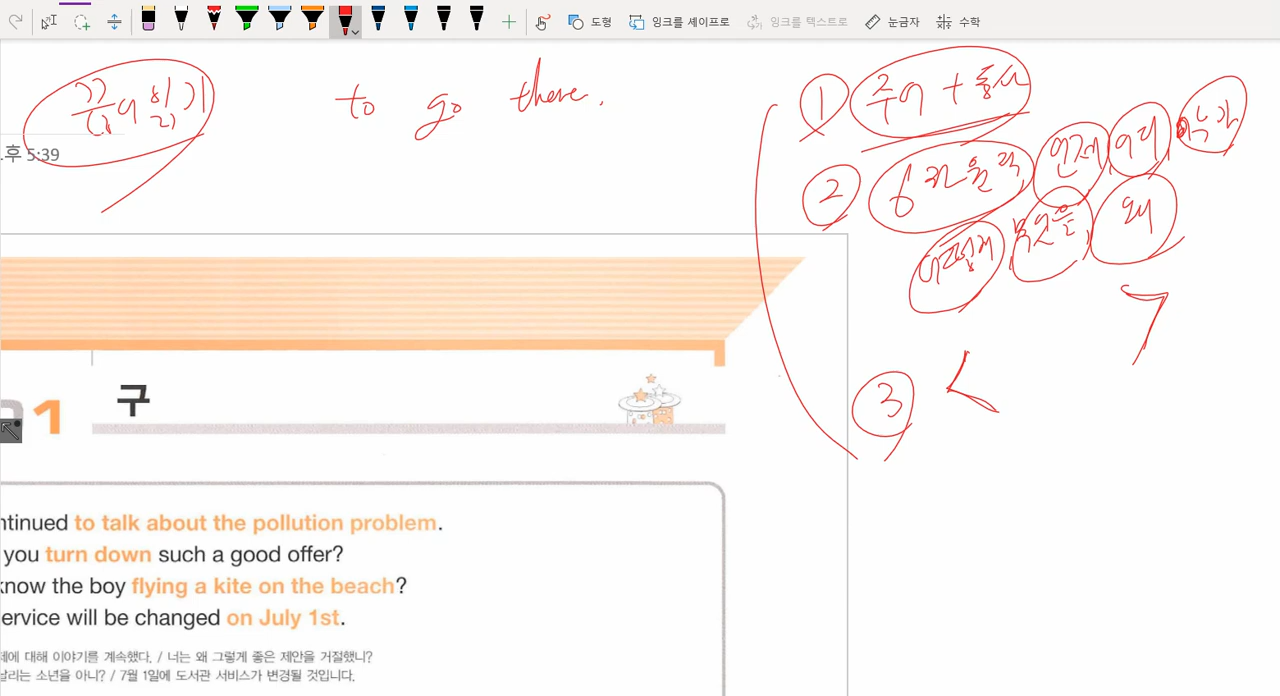 도형
잉크를 셰이프로
잉크를 텍스트로
눈금자
수학
끊어 읽기
to go there.
① 주어 + 동사
② 6하원칙 언제 어디 누가
어떻게 무엇을 왜
③
후 5:39
1 구
ntinued to talk about the pollution problem.
you turn down such a good offer?
know the boy flying a kite on the beach?
ervice will be changed on July 1st.
제에 대해 이야기를 계속했다. / 너는 왜 그렇게 좋은 제안을 거절했니?
날리는 소년을 아니? / 7월 1일에 도서관 서비스가 변경될 것입니다.